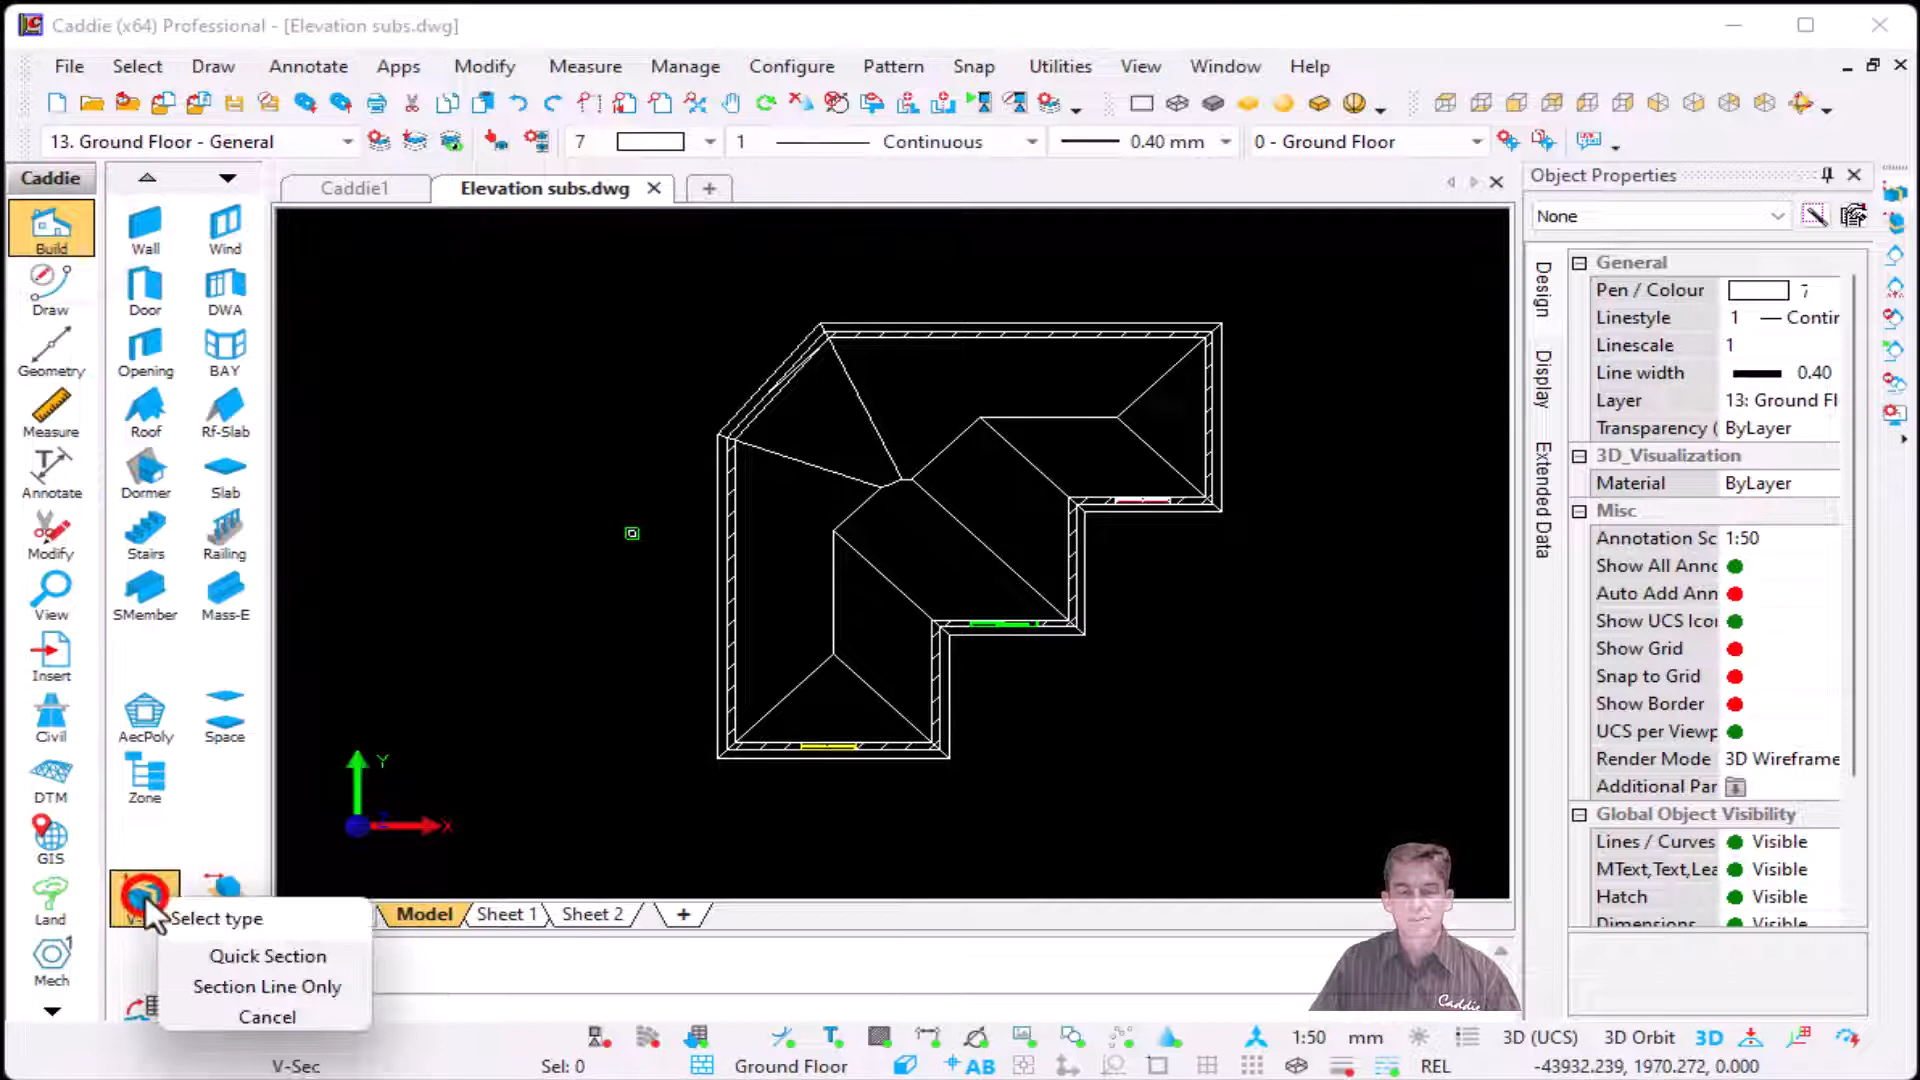 Caddie (x64) Professional - [Elevation subs.dwg]
File Select Draw Annotate Apps Modify Measure Manage Configure Pattern Snap Utilities View Window Help
13. Ground Floor - General 7 1 Continuous 0.40 mm 0 - Ground Floor
Caddie
Caddie1 Elevation subs.dwg
Build
Draw
Geometry
Measure
Annotate
Modify
View
Insert
Civil
DTM
GIS
Land
Mech
Wall Wind
Door DWA
Opening BAY
Roof Rf-Slab
Dormer Slab
Stairs Railing
SMember Mass-E
AecPoly Space
Zone
Select type
Quick Section
Section Line Only
Cancel
Y
X
Z
Model Sheet 1 Sheet 2
Caddie
Object Properties
None
Design
Display
Extended Data
General
Pen / Colour 7
Linestyle 1 Contir
Linescale 1
Line width 0.40
Layer 13: Ground Fl
Transparency ( ByLayer
3D_Visualization
Material ByLayer
Misc
Annotation Sc 1:50
Show All Annc
Auto Add Ann
Show UCS Icor
Show Grid
Snap to Grid
Show Border
UCS per Viewp
Render Mode 3D Wireframe
Additional Par
Global Object Visibility
Lines / Curves Visible
MText,Text,Lea Visible
Hatch Visible
Dimensions Visible
1:50 mm 3D (UCS) 3D Orbit 3D
V-Sec Sel: 0 Ground Floor AB REL -43932.239, 1970.272, 0.000